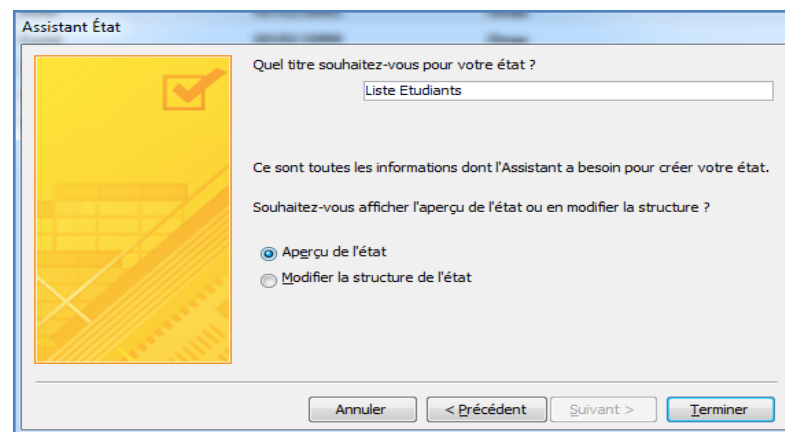 Assistant État
Quel titre souhaitez-vous pour votre état ?
Liste Etudiants
Ce sont toutes les informations dont l'Assistant a besoin pour créer votre état.
Souhaitez-vous afficher l'aperçu de l'état ou en modifier la structure ?
Aperçu de l'état
Modifier la structure de l'état
Annuler
< Précédent
Suivant >
Terminer